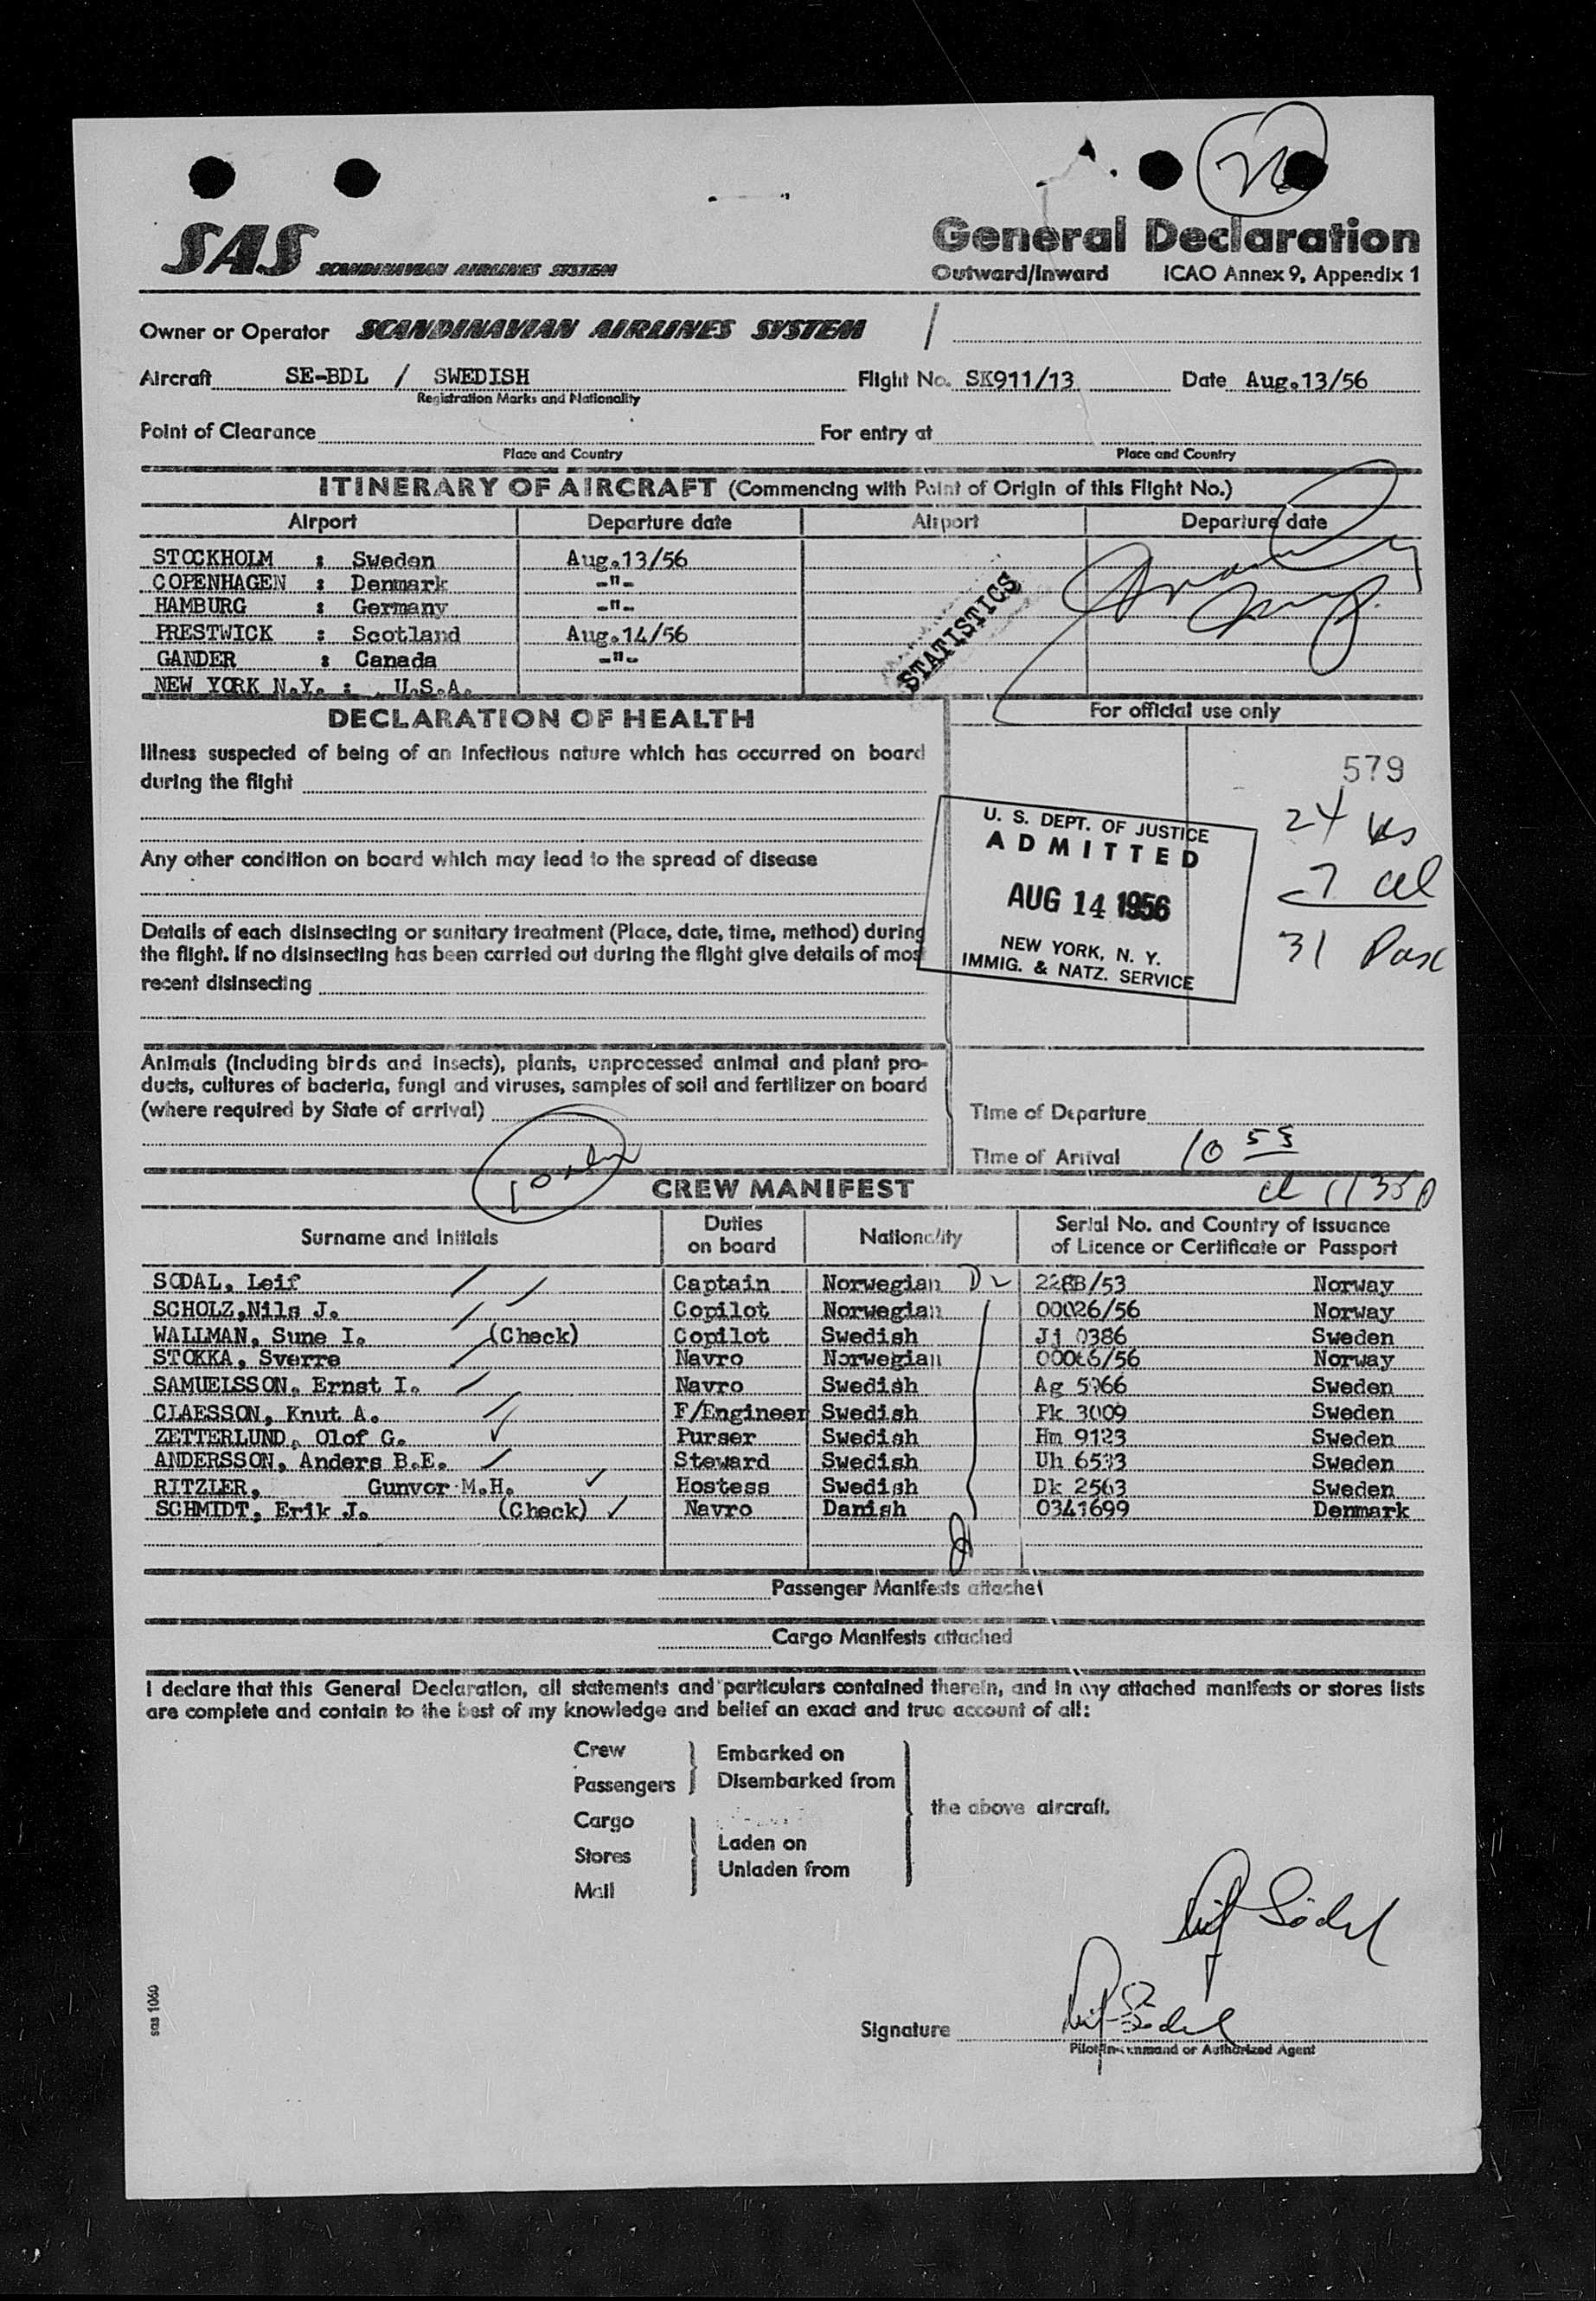 26
SAS SCANDINAVIAN AIRLINES SYSTEM
General Declaration
Outward/Inward ICAO Annex 9, Appendix 1
Owner or Operator SCANDINAVIAN AIRLINES SYSTEM /
Aircraft SE-BDL / SWEDISH Flight No. SK911/13 Date Aug.13/56
Registration Marks and Nationality
Point of Clearance For entry at
Place and Country Place and Country
ITINERARY OF AIRCRAFT (Commencing with Point of Origin of this Flight No.)
Airport Departure date Airport Departure date
STOCKHOLM : Sweden Aug.13/56
COPENHAGEN : Denmark -"-
HAMBURG : Germany -"-
PRESTWICK : Scotland Aug.14/56
GANDER : Canada -"-
NEW YORK N.Y. : U.S.A.
STATISTICS
DECLARATION OF HEALTH
For official use only
Illness suspected of being of an infectious nature which has occurred on board
during the flight
Any other condition on board which may lead to the spread of disease
Details of each disinsecting or sanitary treatment (Place, date, time, method) during
the flight. If no disinsecting has been carried out during the flight give details of most
recent disinsecting
579
24
7
31 Pass
U. S. DEPT. OF JUSTICE
ADMITTED
AUG 14 1956
NEW YORK, N. Y.
IMMIG. & NATZ. SERVICE
Animals (including birds and insects), plants, unprocessed animal and plant pro-
ducts, cultures of bacteria, fungi and viruses, samples of soil and fertilizer on board
(where required by State of arrival)
Time of Departure
Time of Arrival 10 55
CREW MANIFEST
Surname and Initials Duties on board Nationality Serial No. and Country of issuance of Licence or Certificate or Passport
SODAL, Leif Captain Norwegian 228B/53 Norway
SCHOLZ,Nils J. Copilot Norwegian 00026/56 Norway
WALLMAN, Sune I. (Check) Copilot Swedish Ji 0386 Sweden
STOKKA, Sverre Navro Norwegian /56 Norway
SAMUELSSON, Ernst I. Navro Swedish Ag 5966 Sweden
CLAESSON, Knut A. F/Engineer Swedish Pk 3009 Sweden
ZETTERLUND, Olof G. Purser Swedish Hm 9123 Sweden
ANDERSSON, Anders B.E. Steward Swedish Uh 6533 Sweden
RITZLER, Gunvor M.H. Hostess Swedish Dk 2563 Sweden
SCHMIDT, Erik J. (Check) Navro Danish 0341699 Denmark
Passenger Manifests attached
Cargo Manifests attached
I declare that this General Declaration, all statements and particulars contained therein, and in any attached manifests or stores lists
are complete and contain to the best of my knowledge and belief an exact and true account of all:
Crew
Passengers
Embarked on
Disembarked from
Cargo
Stores
Mail
Laden on
Unladen from
the above aircraft.
Leif Södal
Signature Leif Södal
Pilot-in-command or Authorized Agent
sas 1060